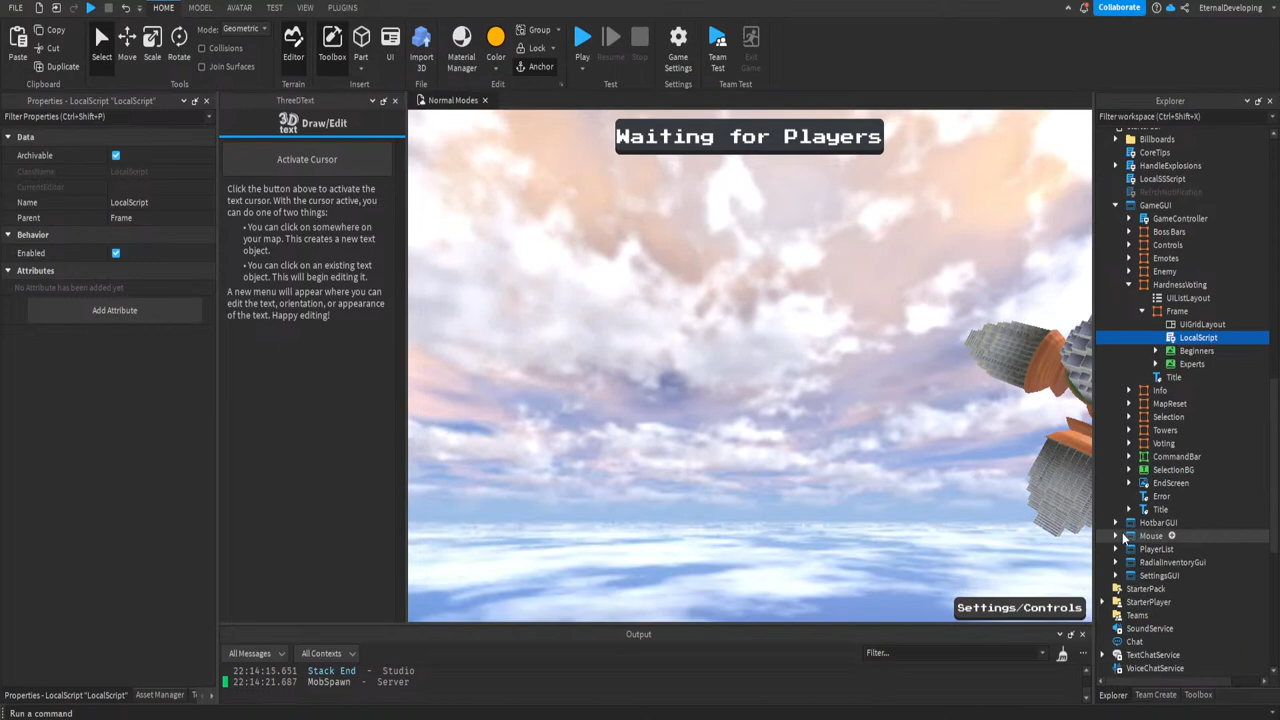 FILE HOME MODEL AVATAR TEST VIEW PLUGINS Collaborate EternalDeveloping
Paste Copy Cut Duplicate Clipboard
Select Move Scale Rotate Mode: Geometric Collisions Join Surfaces Tools
Editor Terrain
Toolbox Part UI Insert
Import 3D File
Material Manager Color Group Lock Anchor Edit
Play Resume Stop Test
Game Settings Settings
Team Test Exit Game Team Test
Properties - LocalScript "LocalScript"
Filter Properties (Ctrl+Shift+P)
Data
Archivable
ClassName LocalScript
CurrentEditor
Name LocalScript
Parent Frame
Behavior
Enabled
Attributes
No Attribute has been added yet
Add Attribute
Properties - LocalScript "LocalScript" Asset Manager
ThreeDText
3D text Draw/Edit
Activate Cursor
Click the button above to activate the
text cursor. With the cursor active, you
can do one of two things:
• You can click on somewhere on
your map. This creates a new text
object.
• You can click on an existing text
object. This will begin editing it.
A new menu will appear where you can
edit the text, orientation, or appearance
of the text. Happy editing!
Normal Modes
Waiting for Players
Settings/Controls
Output
All Messages All Contexts Filter...
22:14:15.651 Stack End - Studio
22:14:21.687 MobSpawn - Server
Explorer
Filter workspace (Ctrl+Shift+X)
Billboards
CoreTips
HandleExplosions
LocalSSScript
GameGUI
GameController
Boss Bars
Controls
Emotes
Enemy
HardnessVoting
UIListLayout
Frame
UIGridLayout
LocalScript
Beginners
Experts
Title
Info
MapReset
Selection
Towers
Voting
CommandBar
SelectionBG
EndScreen
Error
Title
Hotbar GUI
Mouse
PlayerList
RadialInventoryGui
SettingsGUI
StarterPack
StarterPlayer
Teams
SoundService
Chat
TextChatService
VoiceChatService
Explorer Team Create Toolbox
Run a command